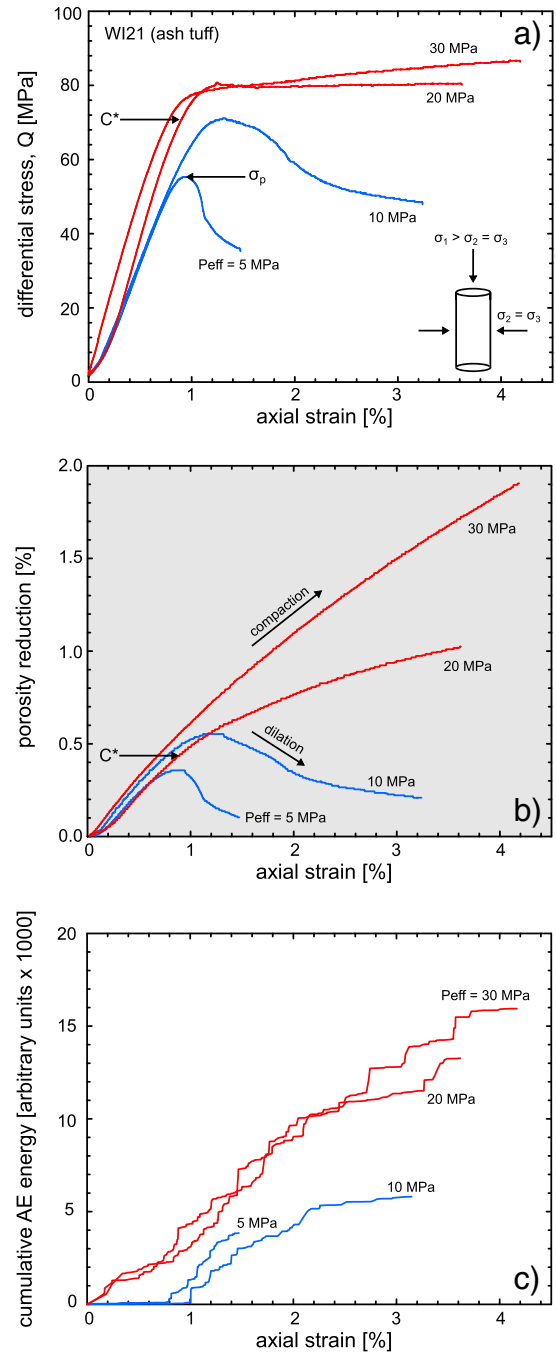 WI21 (ash tuff)
a)
differential stress, Q [MPa]
100
80
60
40
20
0
30 MPa
20 MPa
C*
σp
10 MPa
Peff = 5 MPa
σ1 > σ2 = σ3
σ2 = σ3
0 1 2 3 4
axial strain [%]
porosity reduction [%]
2.0
1.5
1.0
0.5
0.0
30 MPa
compaction
20 MPa
C*
dilation
10 MPa
Peff = 5 MPa
b)
0 1 2 3 4
axial strain [%]
cumulative AE energy [arbitrary units x 1000]
20
15
10
5
0
Peff = 30 MPa
20 MPa
10 MPa
5 MPa
c)
0 1 2 3 4
axial strain [%]